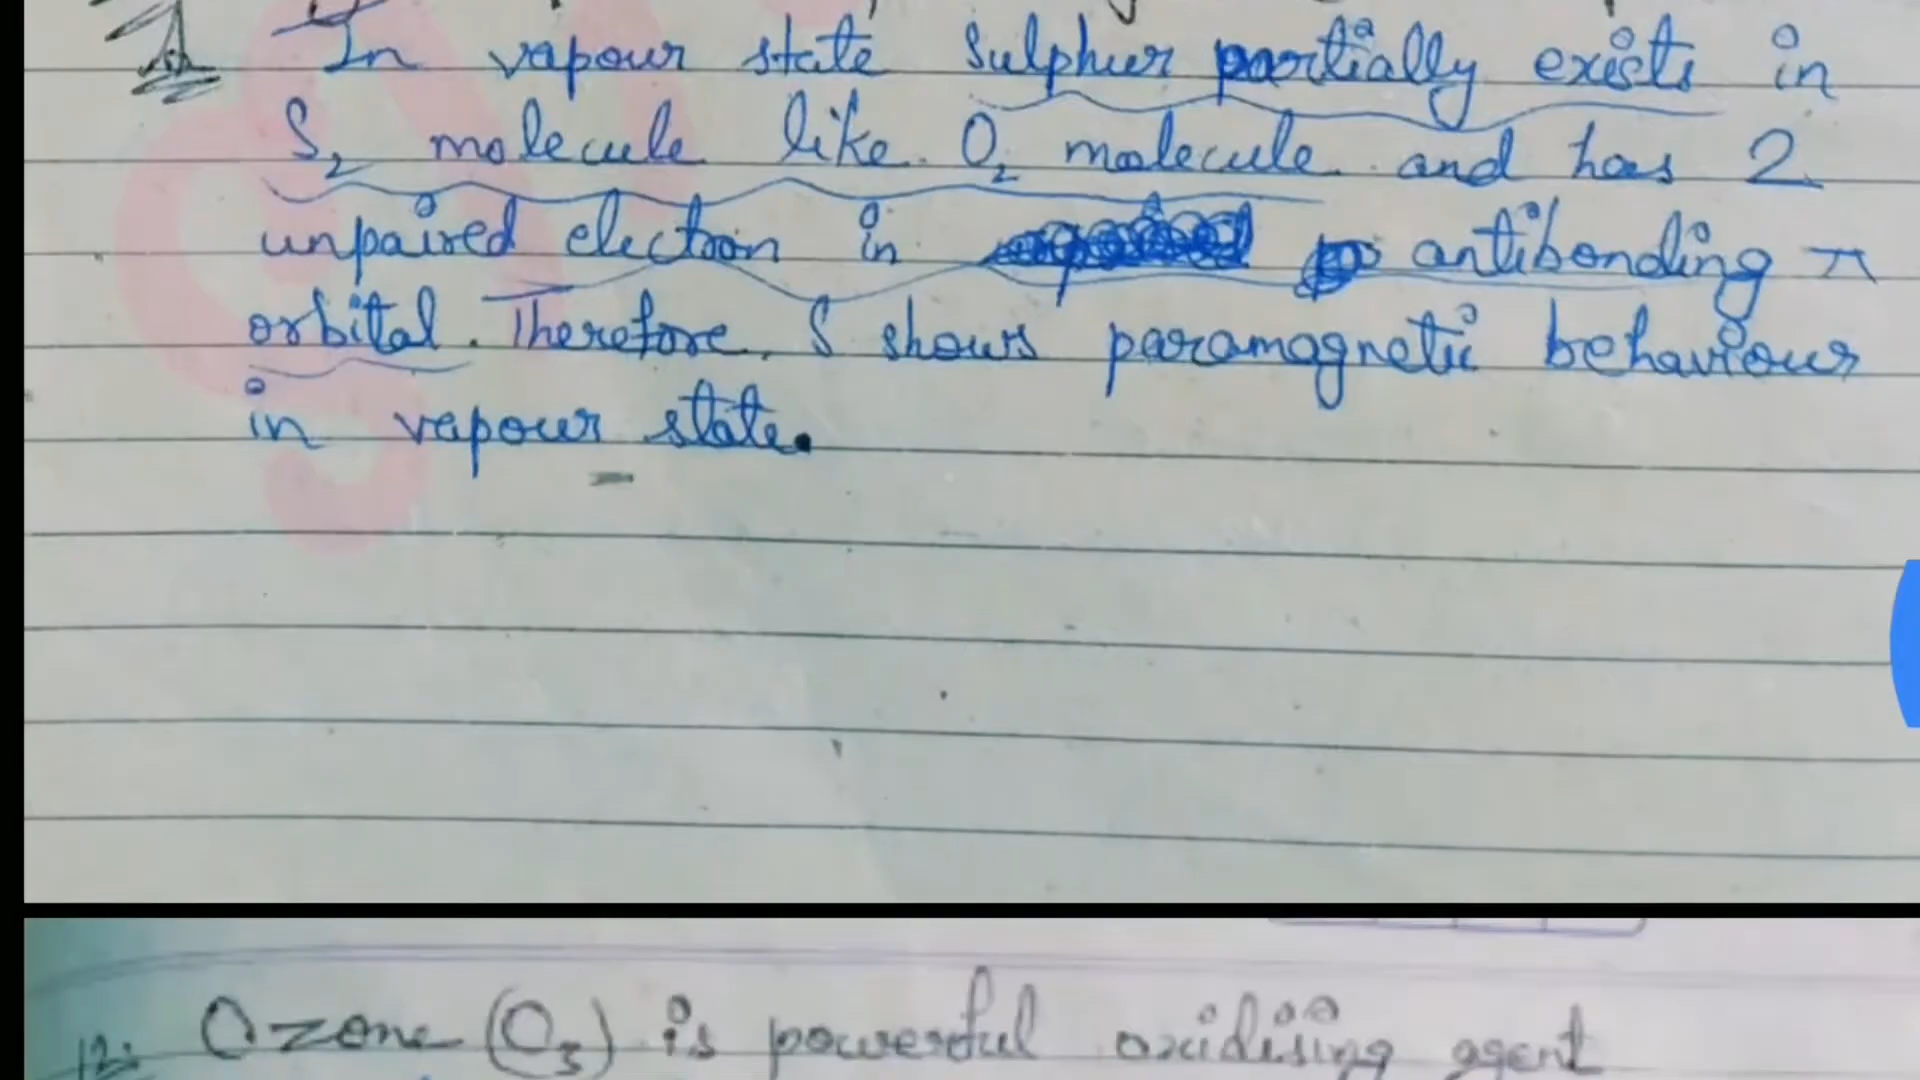 In vapour state Sulphur partially exists in
S₂ molecule like O₂ molecule and has 2
unpaired electron in antibonding π
orbital. Therefore, S shows paramagnetic behaviour
in vapour state.
12. Ozone (O₃) is powerful oxidising agent